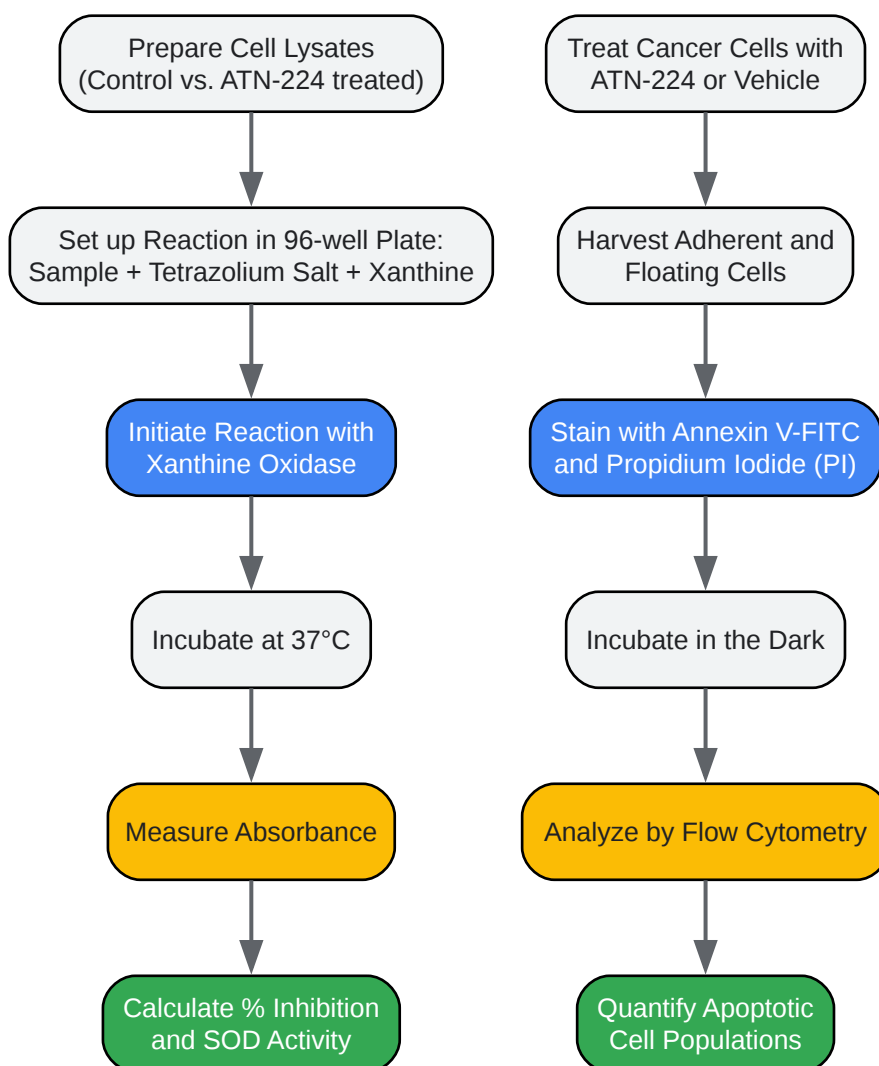 Prepare Cell Lysates
(Control vs. ATN-224 treated)
Set up Reaction in 96-well Plate:
Sample + Tetrazolium Salt + Xanthine
Initiate Reaction with
Xanthine Oxidase
Incubate at 37°C
Measure Absorbance
Calculate % Inhibition
and SOD Activity
Treat Cancer Cells with
ATN-224 or Vehicle
Harvest Adherent and
Floating Cells
Stain with Annexin V-FITC
and Propidium Iodide (PI)
Incubate in the Dark
Analyze by Flow Cytometry
Quantify Apoptotic
Cell Populations